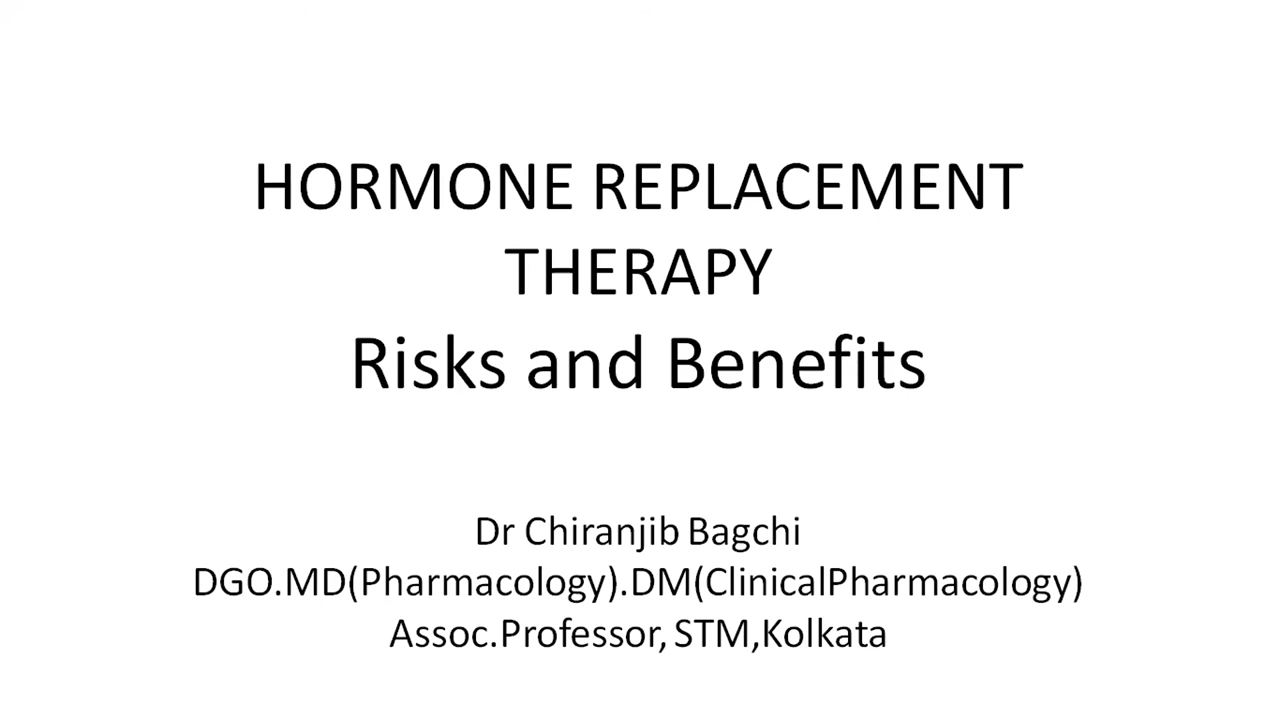 HORMONE REPLACEMENT
THERAPY
Risks and Benefits
Dr Chiranjib Bagchi
DGO.MD(Pharmacology).DM(ClinicalPharmacology)
Assoc.Professor, STM,Kolkata